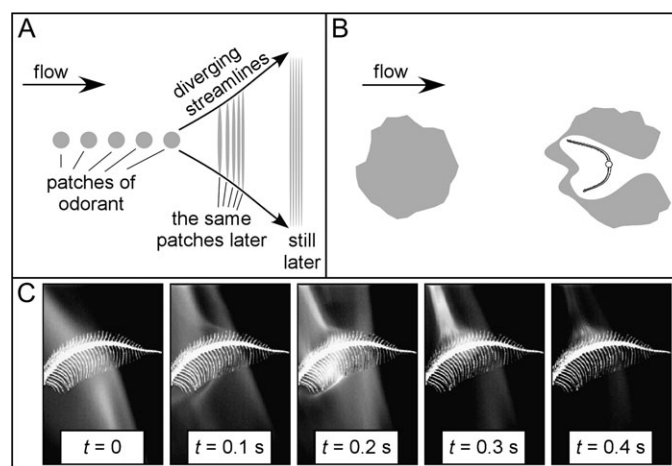 A
flow
diverging
streamlines
patches of
odorant
the same
patches later
still
later
B
flow
C
t = 0
t = 0.1 s
t = 0.2 s
t = 0.3 s
t = 0.4 s